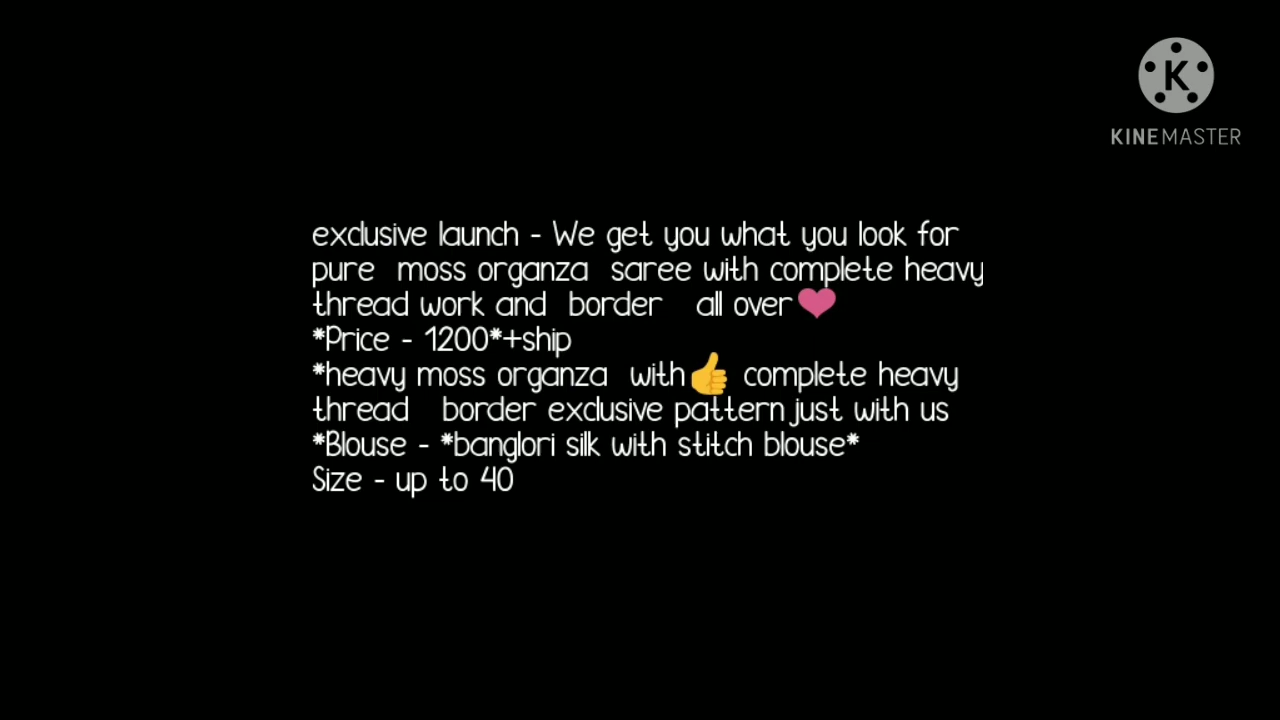 K
KINEMASTER
exclusive launch - We get you what you look for
pure moss organza saree with complete heavy
thread work and border all over❤
*Price - 1200*+ship
*heavy moss organza with👍 complete heavy
thread border exclusive pattern just with us
*Blouse - *banglori silk with stitch blouse*
Size - up to 40